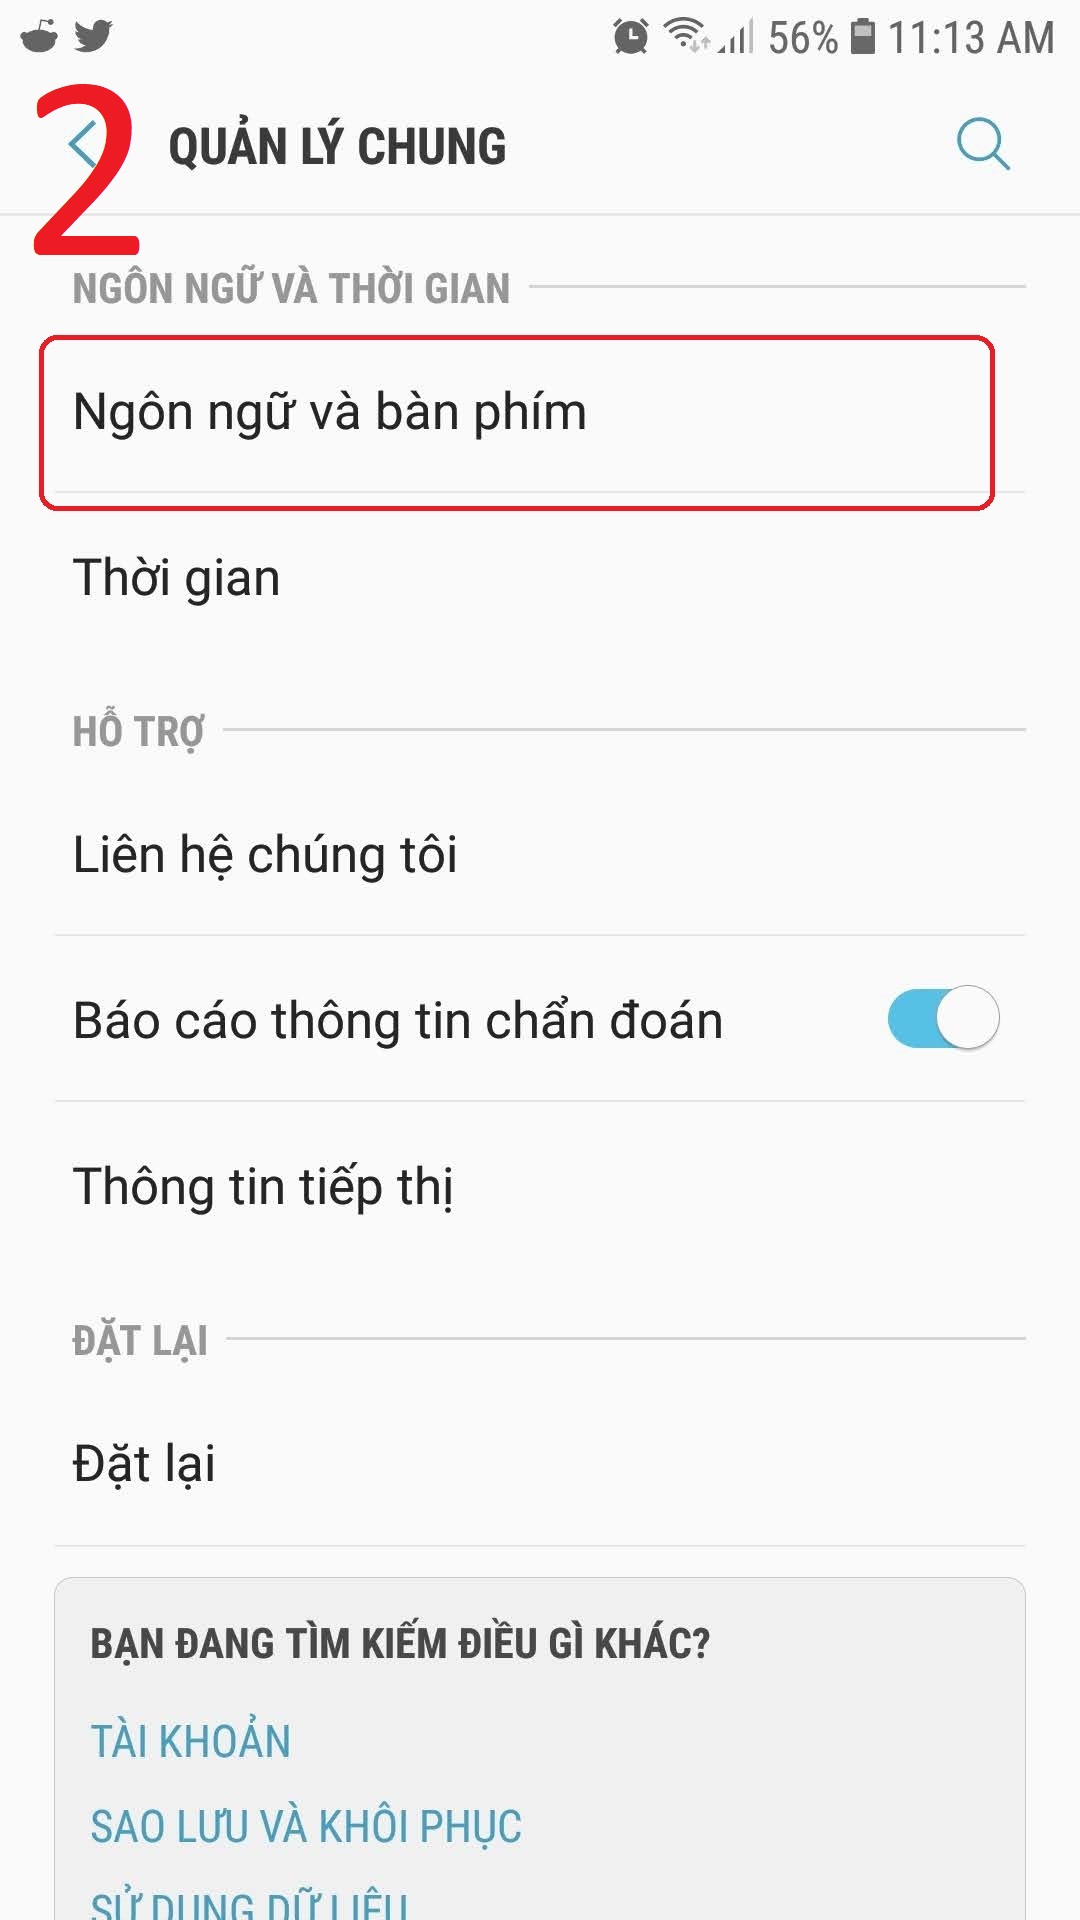 56% 11:13 AM
2
QUẢN LÝ CHUNG
NGÔN NGỮ VÀ THỜI GIAN
Ngôn ngữ và bàn phím
Thời gian
HỖ TRỢ
Liên hệ chúng tôi
Báo cáo thông tin chẩn đoán
Thông tin tiếp thị
ĐẶT LẠI
Đặt lại
BẠN ĐANG TÌM KIẾM ĐIỀU GÌ KHÁC?
TÀI KHOẢN
SAO LƯU VÀ KHÔI PHỤC
SỬ DỤNG DỮ LIỆU